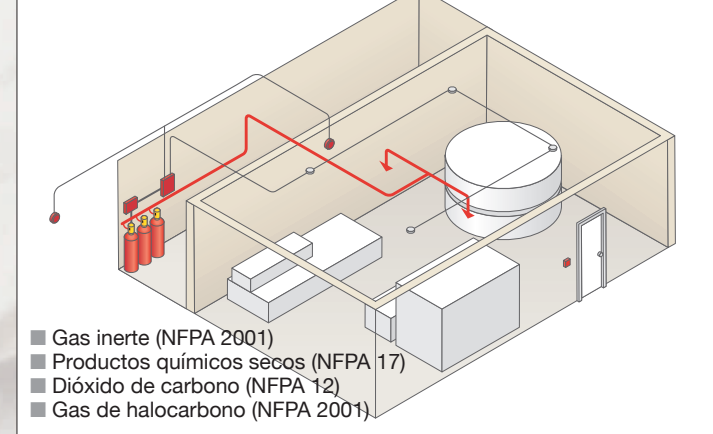 Gas inerte (NFPA 2001)
Productos químicos secos (NFPA 17)
Dióxido de carbono (NFPA 12)
Gas de halocarbono (NFPA 2001)